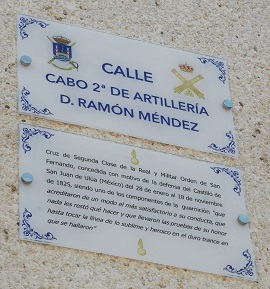 CALLE
CABO 2ª DE ARTILLERÍA
D. RAMÓN MÉNDEZ
Cruz de Segunda Clase de la Real y Militar Orden de San
Fernando, concedida con motivo de la defensa del Castillo de
San Juan de Ulúa (México) del 28 de enero al 18 de noviembre
de 1825, siendo uno de los componentes de la guarnición "que
acreditaron de un modo el más satisfactorio a su conducta, que
nada les restó qué hacer y que llevaron las pruebas de su honor
hasta tocar la línea de lo sublime y heroico en el duro trance en
que se hallaron"